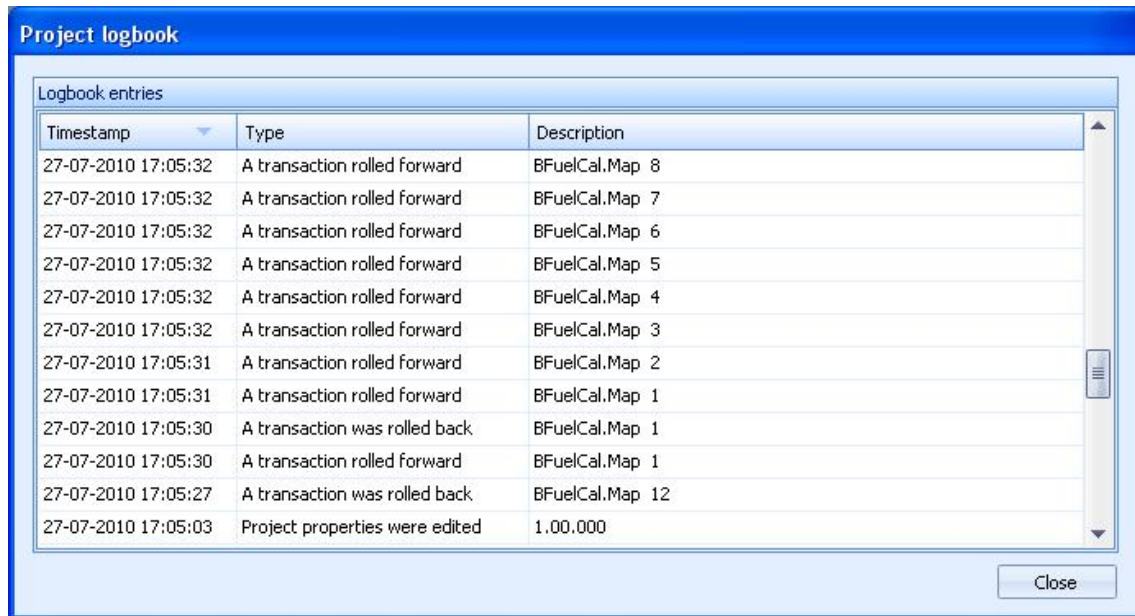 Project logbook
Logbook entries
Timestamp Type Description
27-07-2010 17:05:32 A transaction rolled forward BFuelCal.Map 8
27-07-2010 17:05:32 A transaction rolled forward BFuelCal.Map 7
27-07-2010 17:05:32 A transaction rolled forward BFuelCal.Map 6
27-07-2010 17:05:32 A transaction rolled forward BFuelCal.Map 5
27-07-2010 17:05:32 A transaction rolled forward BFuelCal.Map 4
27-07-2010 17:05:32 A transaction rolled forward BFuelCal.Map 3
27-07-2010 17:05:31 A transaction rolled forward BFuelCal.Map 2
27-07-2010 17:05:31 A transaction rolled forward BFuelCal.Map 1
27-07-2010 17:05:30 A transaction was rolled back BFuelCal.Map 1
27-07-2010 17:05:30 A transaction rolled forward BFuelCal.Map 1
27-07-2010 17:05:27 A transaction was rolled back BFuelCal.Map 12
27-07-2010 17:05:03 Project properties were edited 1.00.000
Close